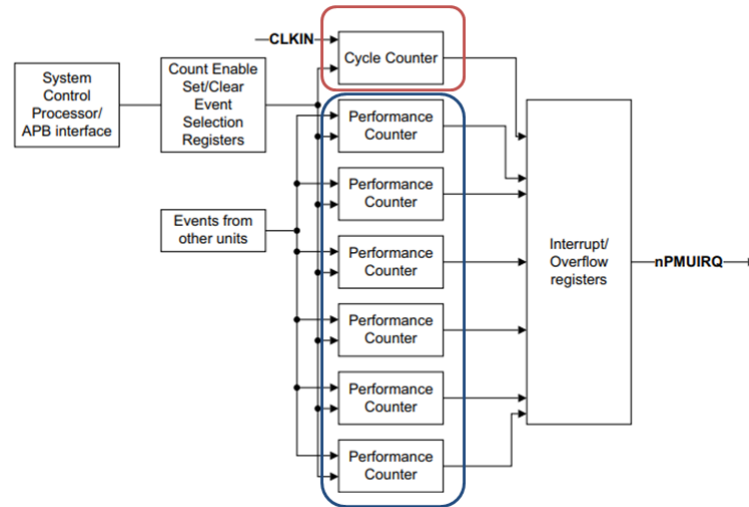 CLKIN
Cycle Counter
System
Control
Processor/
APB interface
Count Enable
Set/Clear
Event
Selection
Registers
Performance
Counter
Performance
Counter
Events from
other units
Performance
Counter
Interrupt/
Overflow
registers
nPMUIRQ
Performance
Counter
Performance
Counter
Performance
Counter